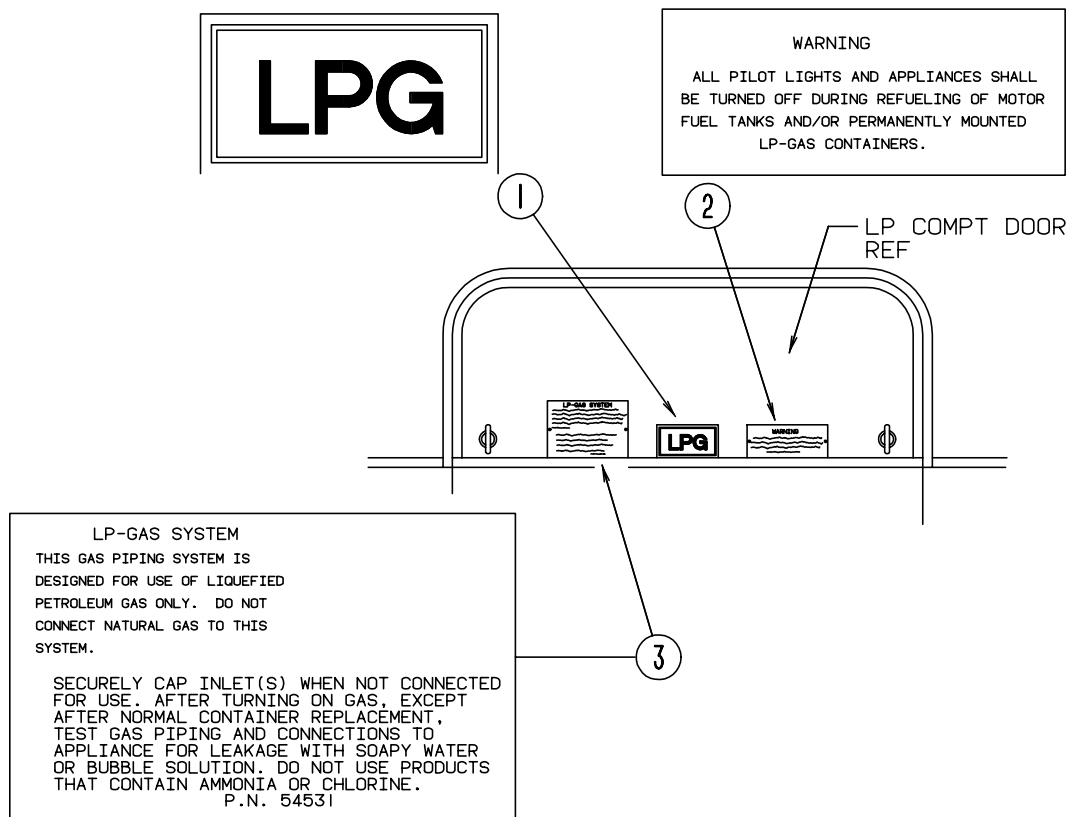 LPG
WARNING
ALL PILOT LIGHTS AND APPLIANCES SHALL
BE TURNED OFF DURING REFUELING OF MOTOR
FUEL TANKS AND/OR PERMANENTLY MOUNTED
LP-GAS CONTAINERS.
1
2
LP COMPT DOOR
REF
LP-GAS SYSTEM
LPG
WARNING
LP-GAS SYSTEM
THIS GAS PIPING SYSTEM IS
DESIGNED FOR USE OF LIQUEFIED
PETROLEUM GAS ONLY. DO NOT
CONNECT NATURAL GAS TO THIS
SYSTEM.
3
SECURELY CAP INLET(S) WHEN NOT CONNECTED
FOR USE. AFTER TURNING ON GAS, EXCEPT
AFTER NORMAL CONTAINER REPLACEMENT,
TEST GAS PIPING AND CONNECTIONS TO
APPLIANCE FOR LEAKAGE WITH SOAPY WATER
OR BUBBLE SOLUTION. DO NOT USE PRODUCTS
THAT CONTAIN AMMONIA OR CHLORINE.
P.N. 54531